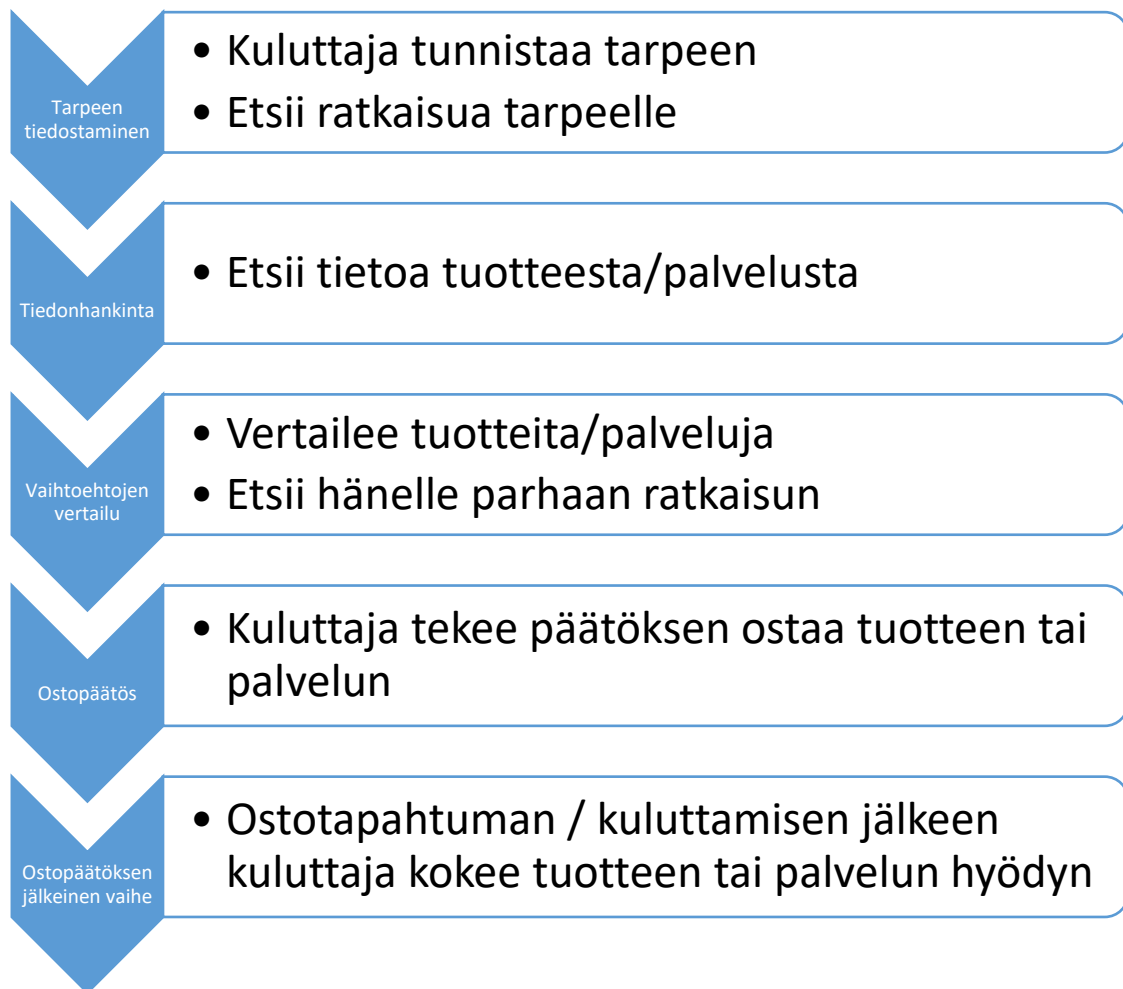 Tarpeen
tiedostaminen
• Kuluttaja tunnistaa tarpeen
• Etsii ratkaisua tarpeelle
Tiedonhankinta
• Etsii tietoa tuotteesta/palvelusta
Vaihtoehtojen
vertailu
• Vertailee tuotteita/palveluja
• Etsii hänelle parhaan ratkaisun
Ostopäätös
• Kuluttaja tekee päätöksen ostaa tuotteen tai
palvelun
Ostopäätöksen
jälkeinen vaihe
• Ostotapahtuman / kuluttamisen jälkeen
kuluttaja kokee tuotteen tai palvelun hyödyn